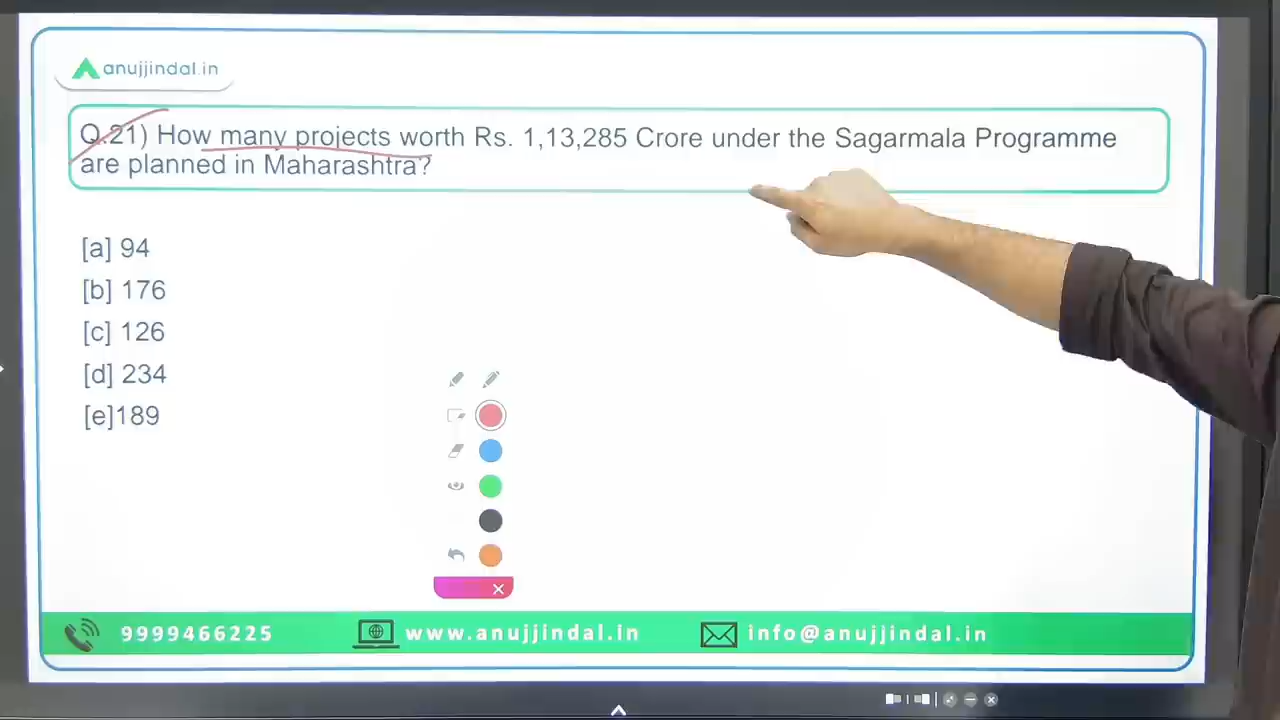 anujjindal.in
Q.21) How many projects worth Rs. 1,13,285 Crore under the Sagarmala Programme
are planned in Maharashtra?
[a] 94
[b] 176
[c] 126
[d] 234
[e]189
9999466225 www.anujjindal.in info@anujjindal.in